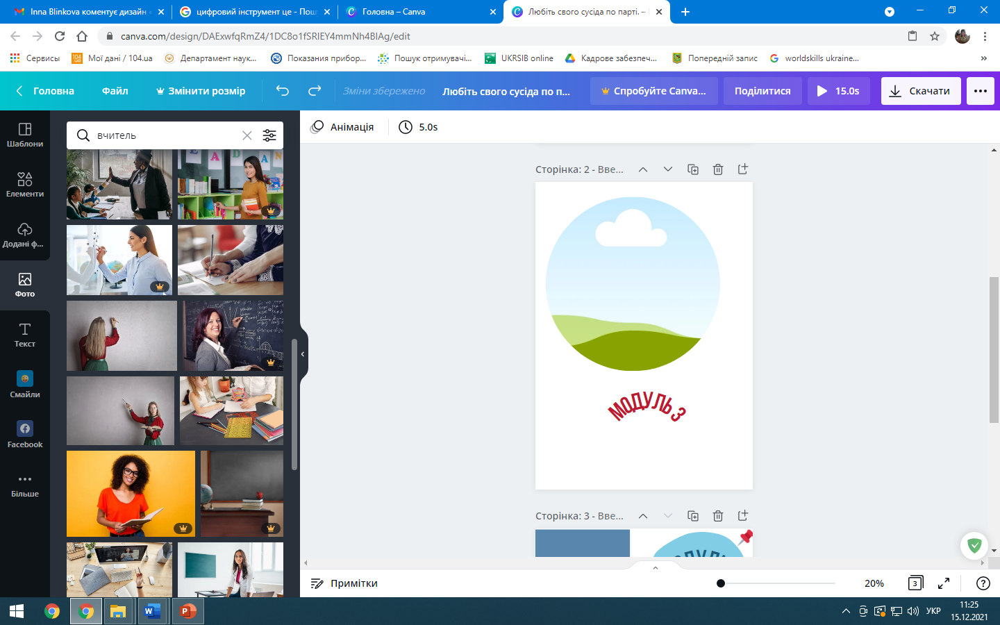 Inna Blinkova коментує дизайн
цифровий інструмент це - Пош
Головна – Canva
Любіть свого сусіда по парті. –
canva.com/design/DAExwfqRmZ4/1DC8o1fSRlEY4mmNh4BlAg/edit
Сервисы
Мої дані / 104.ua
Департамент наук...
Показания прибор...
Пошук отримувачі...
UKRSIB online
Кадрове забезпеч...
Попередній запис
worldskills ukraine...
Головна
Файл
Змінити розмір
Зміни збережено
Любіть свого сусіда по п...
Спробуйте Canva...
Поділитися
15.0s
Скачати
Шаблони
Елементи
Додані ф...
Фото
Текст
Смайли
Facebook
Більше
вчитель
Анімація
5.0s
Сторінка: 2 - Вве...
МОДУЛЬ 3
Сторінка: 3 - Вве...
Примітки
20%
3
УКР
11:25
15.12.2021